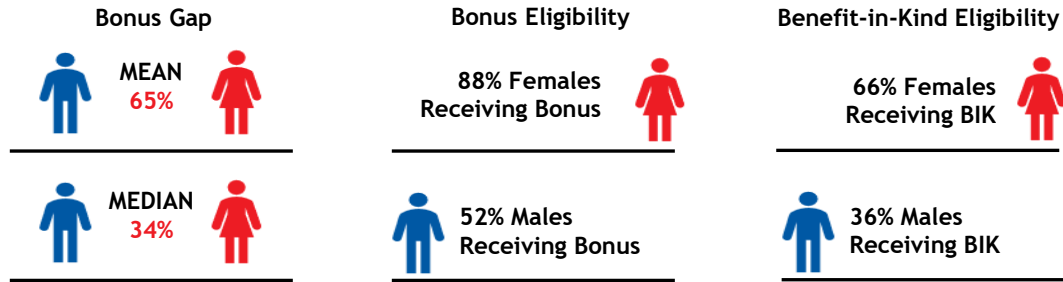 Bonus Gap
MEAN
65%
MEDIAN
34%
Bonus Eligibility
88% Females
Receiving Bonus
52% Males
Receiving Bonus
Benefit-in-Kind Eligibility
66% Females
Receiving BIK
36% Males
Receiving BIK